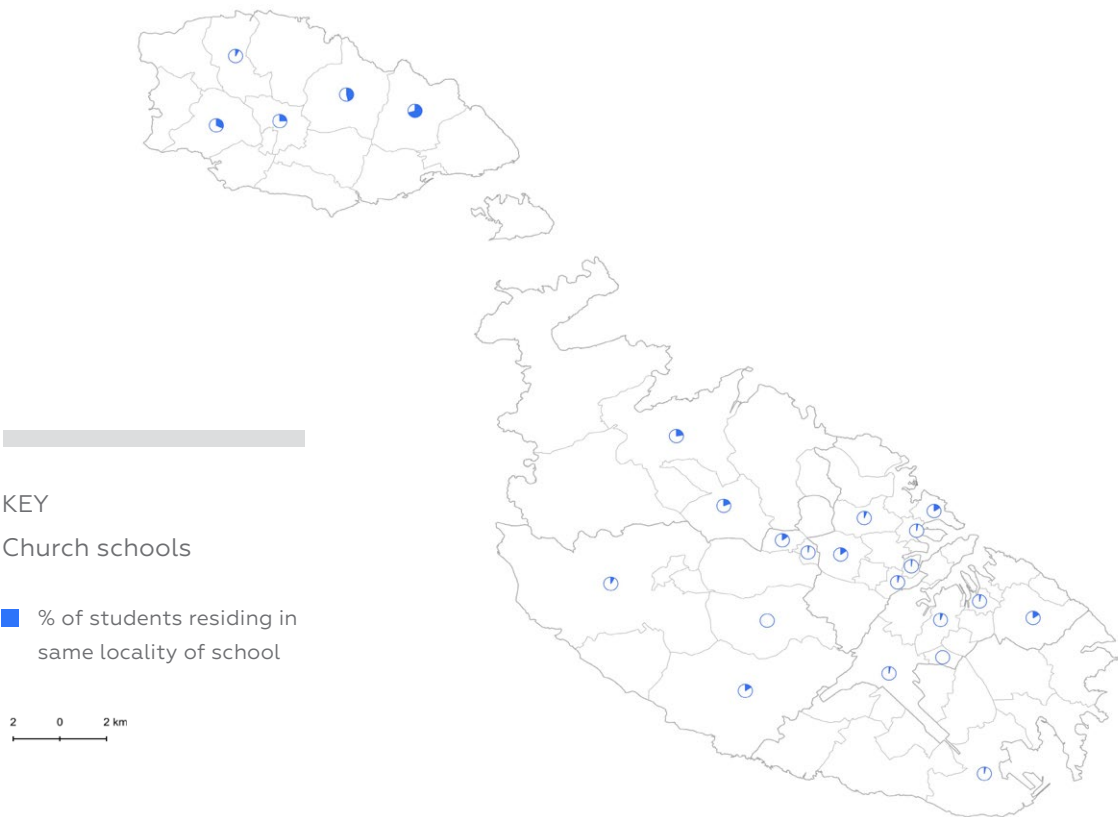 KEY
Church schools
% of students residing in
same locality of school
2 0 2 km